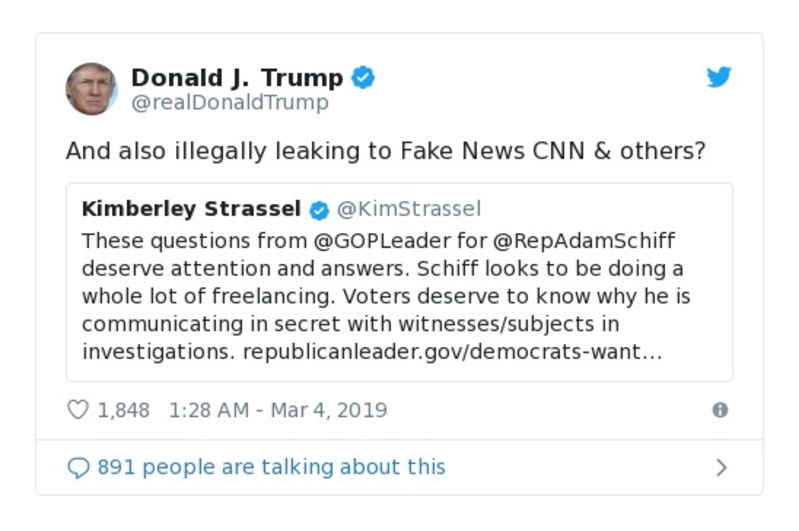 Donald J. Trump
@realDonaldTrump
And also illegally leaking to Fake News CNN & others?
Kimberley Strassel @KimStrassel
These questions from @GOPLeader for @RepAdamSchiff
deserve attention and answers. Schiff looks to be doing a
whole lot of freelancing. Voters deserve to know why he is
communicating in secret with witnesses/subjects in
investigations. republicanleader.gov/democrats-want…
1,848 1:28 AM - Mar 4, 2019
891 people are talking about this